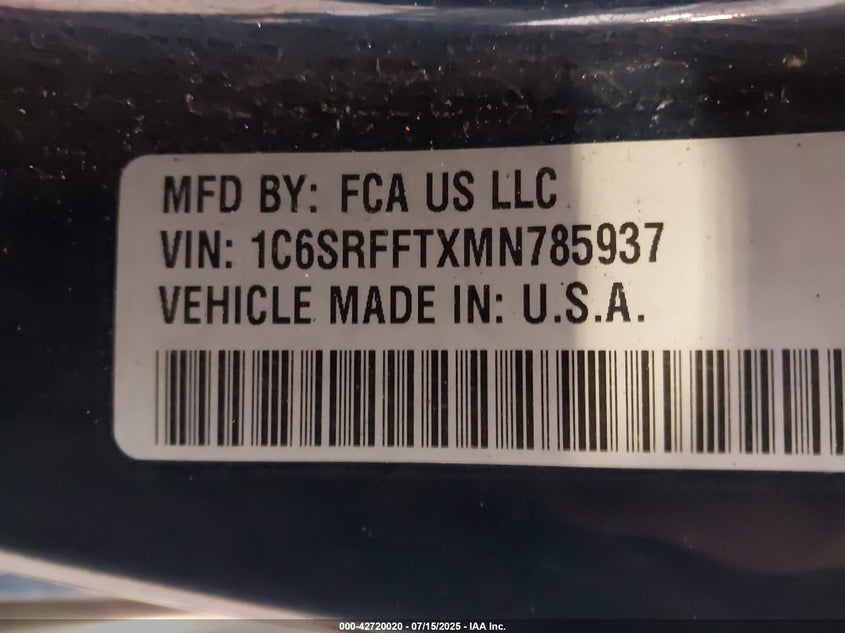 MFD BY: FCA US LLC
VIN: 1C6SRFFTXMN785937
VEHICLE MADE IN: U.S.A.
000-42720020 - 07/15/2025 - IAA Inc.